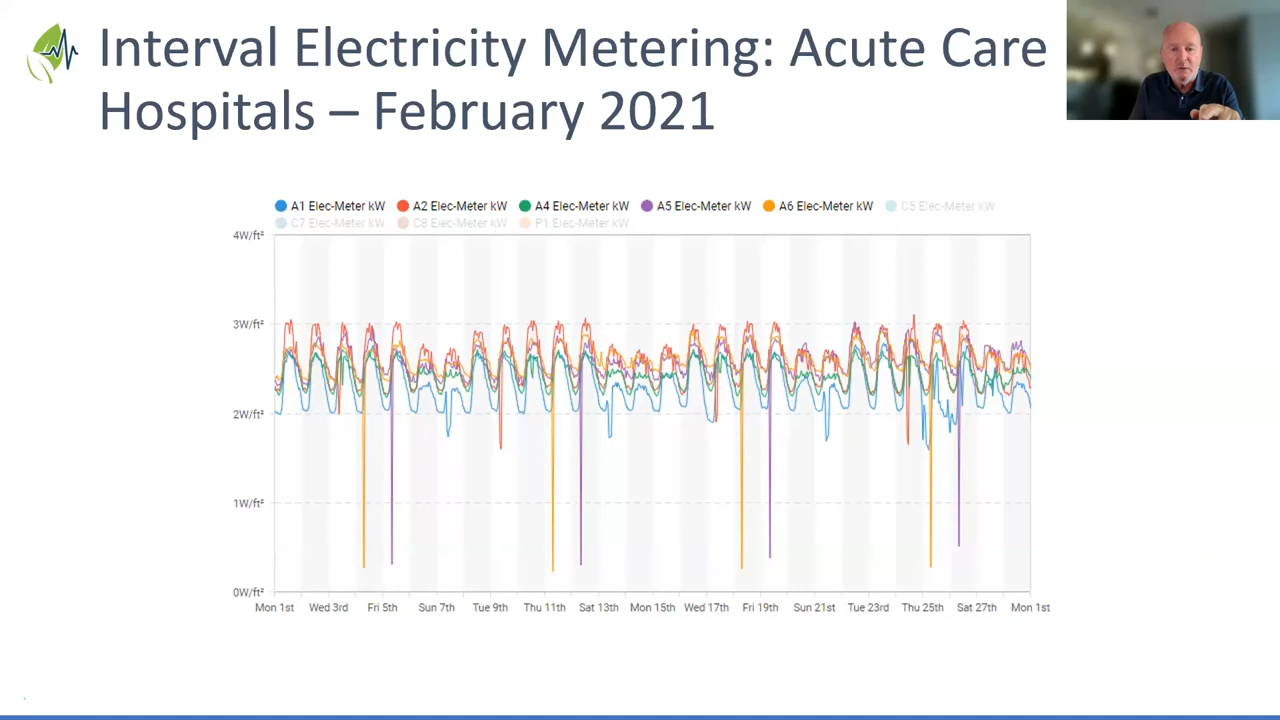 Interval Electricity Metering: Acute Care
Hospitals – February 2021
A1 Elec-Meter kW A2 Elec-Meter kW A4 Elec-Meter kW A5 Elec-Meter kW A6 Elec-Meter kW C5 Elec-Meter kW
C7 Elec-Meter kW C8 Elec-Meter kW P1 Elec-Meter kW
4W/ft²
3W/ft²
2W/ft²
1W/ft²
0W/ft²
Mon 1st Wed 3rd Fri 5th Sun 7th Tue 9th Thu 11th Sat 13th Mon 15th Wed 17th Fri 19th Sun 21st Tue 23rd Thu 25th Sat 27th Mon 1st